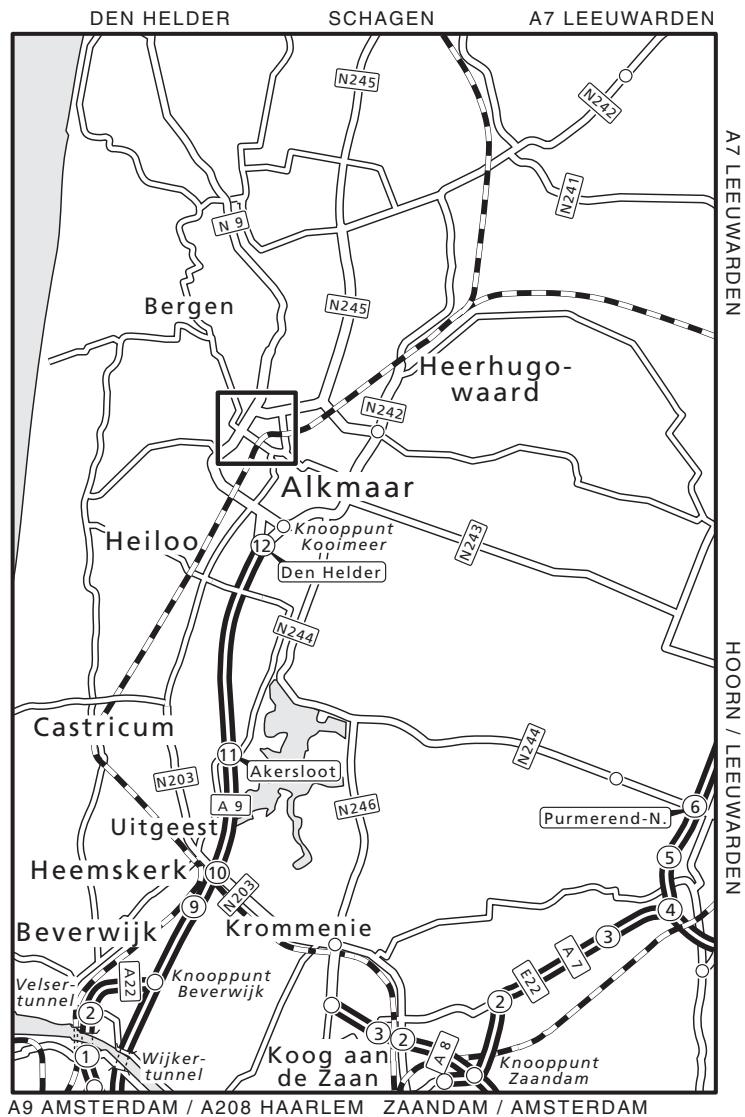 DEN HELDER
SCHAGEN
A7 LEEUWARDEN
N245
N242
A7 LEEUWARDEN
N241
N 9
Bergen
N245
Heerhugo-
waard
N242
Alkmaar
Knooppunt
Kooimeer
Heiloo
12
N243
Den Helder
N244
HOORN / LEEUWARDEN
Castricum
N244
11
Akersloot
N203
A 9
N246
6
Purmerend-N.
Uitgeest
5
Heemskerk
10
N203
9
4
Beverwijk
Krommenie
3
A 7
E22
Velser-
tunnel
A22
Knooppunt
Beverwijk
2
2
3
2
1
Wijker-
tunnel
Koog aan
de Zaan
A 8
Knooppunt
Zaandam
A9 AMSTERDAM / A208 HAARLEM
ZAANDAM / AMSTERDAM